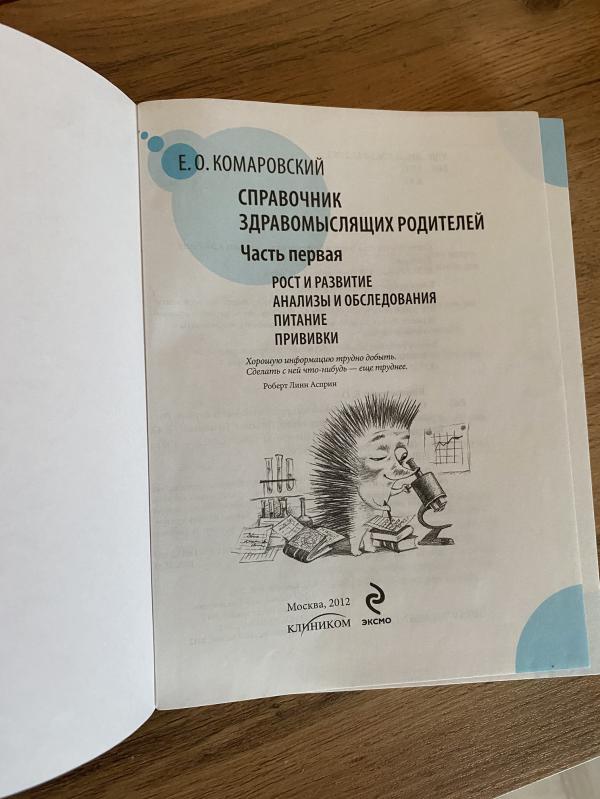 Е. О. КОМАРОВСКИЙ
СПРАВОЧНИК
ЗДРАВОМЫСЛЯЩИХ РОДИТЕЛЕЙ
Часть первая
РОСТ И РАЗВИТИЕ
АНАЛИЗЫ И ОБСЛЕДОВАНИЯ
ПИТАНИЕ
ПРИВИВКИ
Хорошую информацию трудно добыть.
Сделать с ней что-нибудь — еще труднее.
Роберт Линн Асприн
Москва, 2012
КЛИНИКОМ
ЭКСМО